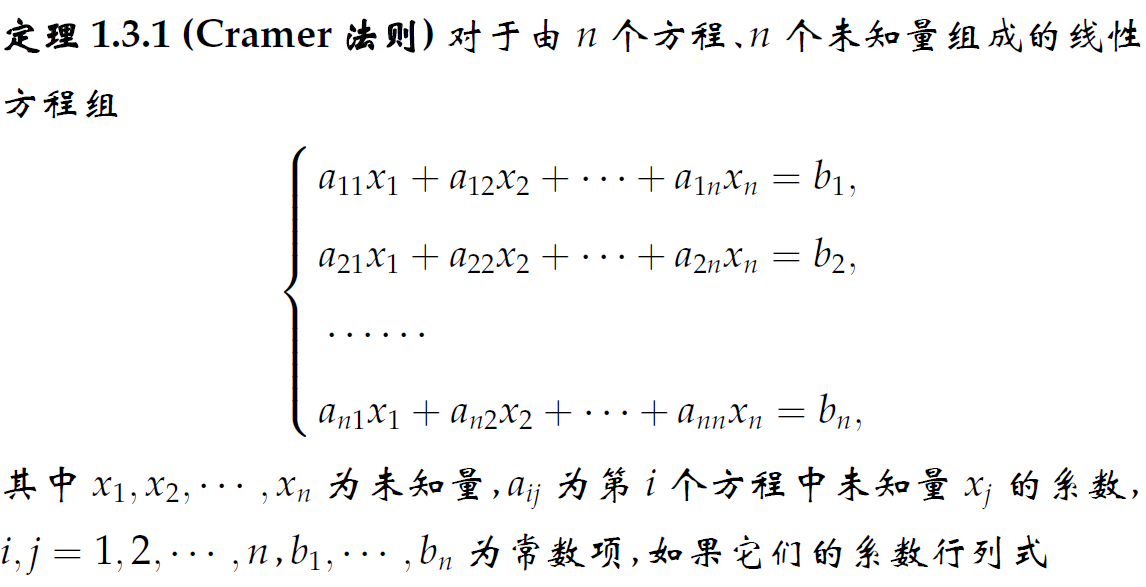 定理 1.3.1 (Cramer 法则) 对于由 n 个方程、n 个未知量组成的线性
方程组
a₁₁x₁ + a₁₂x₂ + ··· + a₁ₙxₙ = b₁,
a₂₁x₁ + a₂₂x₂ + ··· + a₂ₙxₙ = b₂,
······
aₙ₁x₁ + aₙ₂x₂ + ··· + aₙₙxₙ = bₙ,
其中 x₁, x₂, ··· , xₙ 为未知量,aᵢⱼ 为第 i 个方程中未知量 xⱼ 的系数,
i, j = 1, 2, ··· , n,b₁, ··· , bₙ 为常数项,如果它们的系数行列式